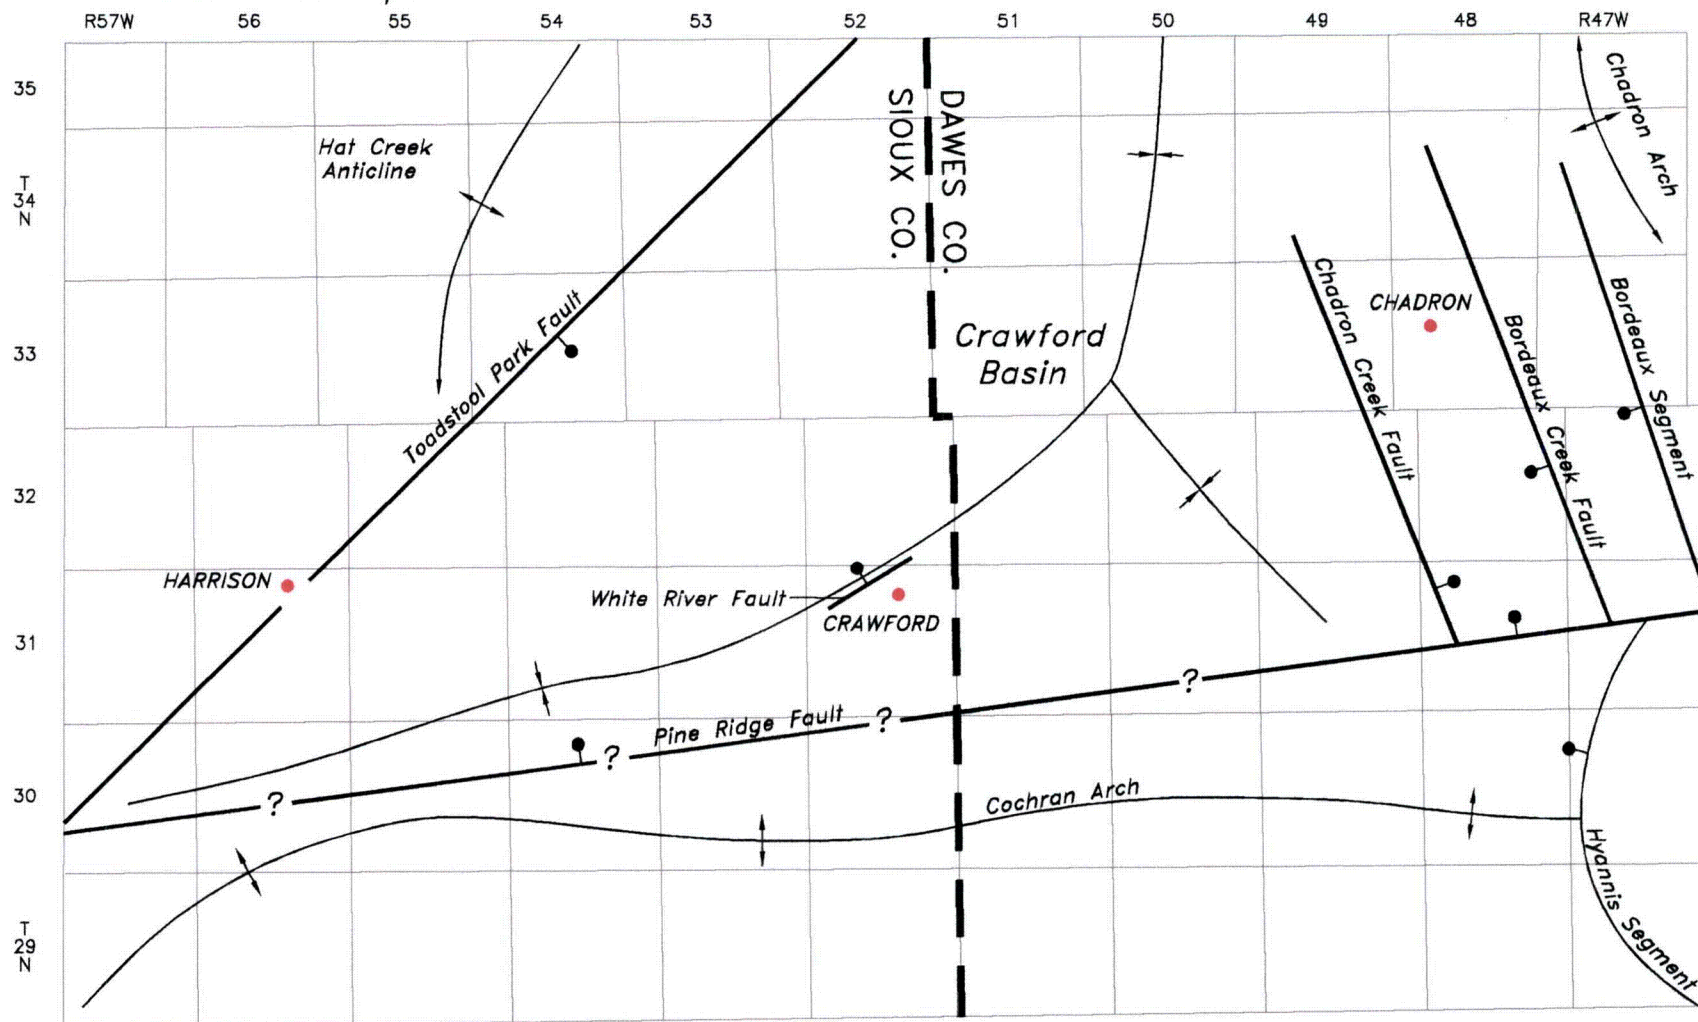 R57W 56 55 54 53 52 51 50 49 48 R47W
35
T
34
N
33
32
31
30
T
29
N
Hat Creek
Anticline
SIOUX CO.
DAWES CO.
Chadron Arch
Toadstool Park Fault
Crawford
Basin
Chadron Creek Fault
CHADRON
Bordeaux Creek Fault
Bordeaux Segment
HARRISON
White River Fault
CRAWFORD
Pine Ridge Fault
?
?
?
?
Cochran Arch
Hyannis Segment